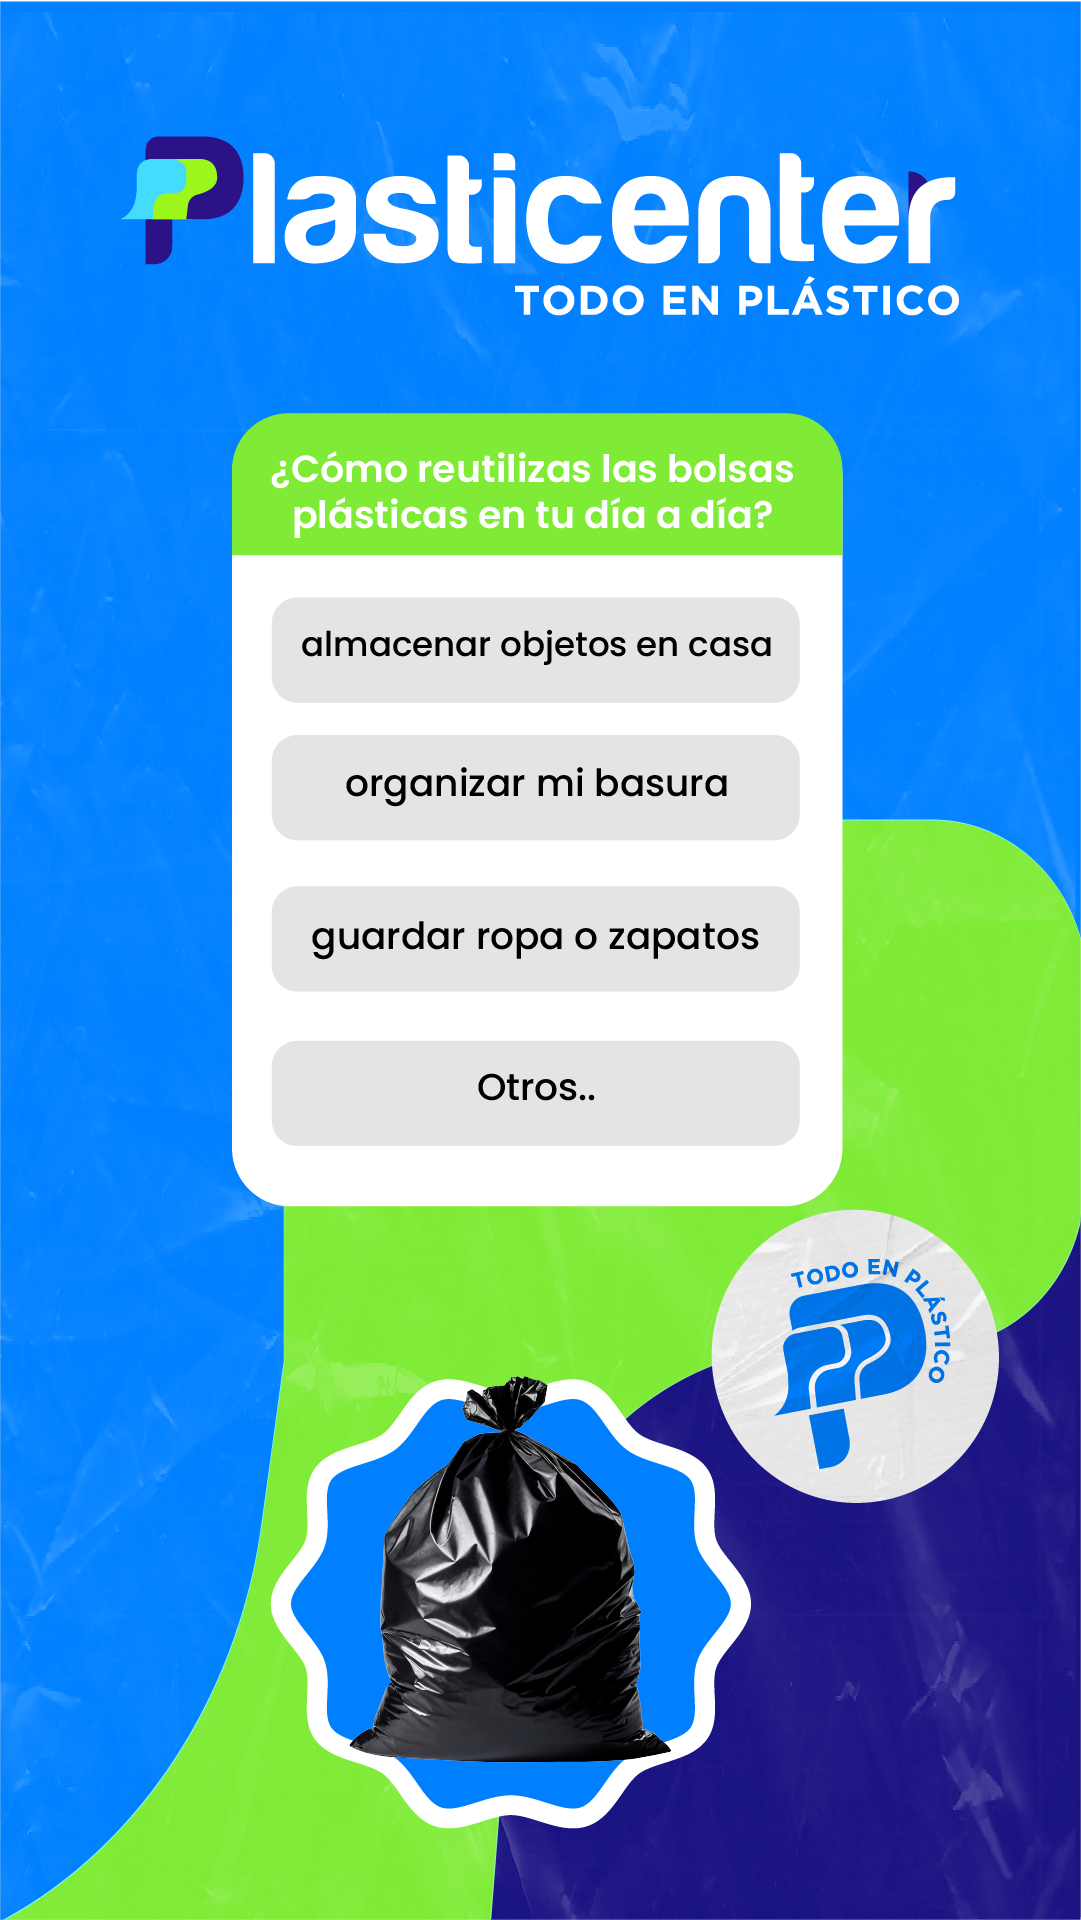 Plasticenter
TODO EN PLÁSTICO
¿Cómo reutilizas las bolsas
plásticas en tu día a día?
almacenar objetos en casa
organizar mi basura
guardar ropa o zapatos
Otros..
TODO EN PLÁSTICO